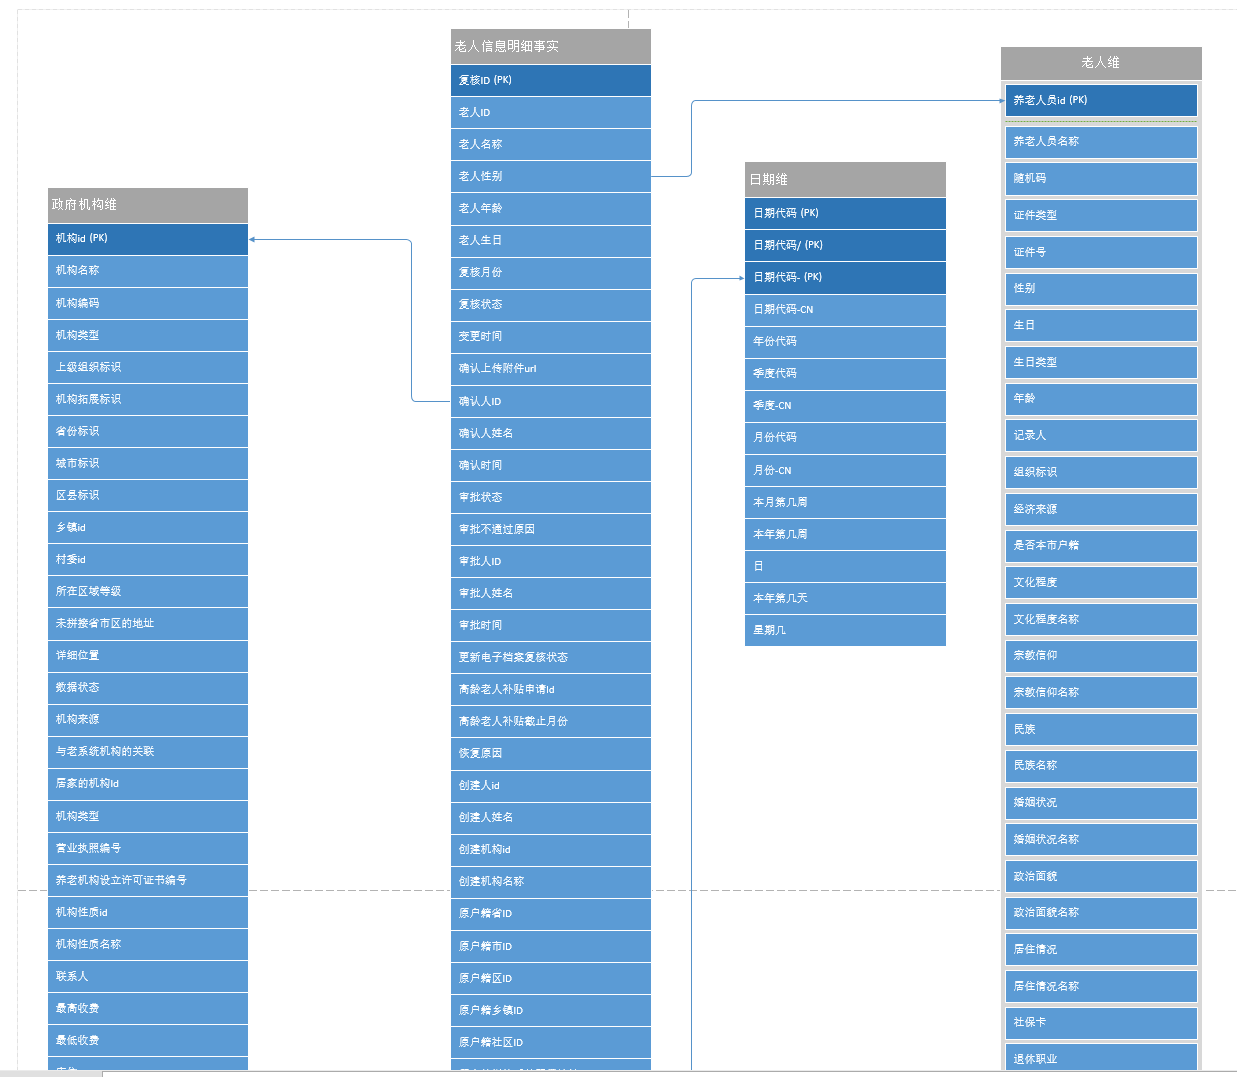 政府机构维
机构id (PK)
机构名称
机构编码
机构类型
上级组织标识
机构拓展标识
省份标识
城市标识
区县标识
乡镇id
村委id
所在区域等级
未拼接省市区的地址
详细位置
数据状态
机构来源
与老系统机构的关联
居家的机构Id
机构类型
营业执照编号
养老机构设立许可证书编号
机构性质id
机构性质名称
联系人
最高收费
最低收费
老人信息明细事实
复核ID (PK)
老人ID
老人名称
老人性别
老人年龄
老人生日
复核月份
复核状态
变更时间
确认上传附件url
确认人ID
确认人姓名
确认时间
审批状态
审批不通过原因
审批人ID
审批人姓名
审批时间
更新电子档案复核状态
高龄老人补贴申请Id
高龄老人补贴截止月份
恢复原因
创建人id
创建人姓名
创建机构id
创建机构名称
原户籍省ID
原户籍市ID
原户籍区ID
原户籍乡镇ID
原户籍社区ID
日期维
日期代码 (PK)
日期代码/ (PK)
日期代码- (PK)
日期代码-CN
年份代码
季度代码
季度-CN
月份代码
月份-CN
本月第几周
本年第几周
日
本年第几天
星期几
老人维
养老人员id (PK)
养老人员名称
随机码
证件类型
证件号
性别
生日
生日类型
年龄
记录人
组织标识
经济来源
是否本市户籍
文化程度
文化程度名称
宗教信仰
宗教信仰名称
民族
民族名称
婚姻状况
婚姻状况名称
政治面貌
政治面貌名称
居住情况
居住情况名称
社保卡
退休职业